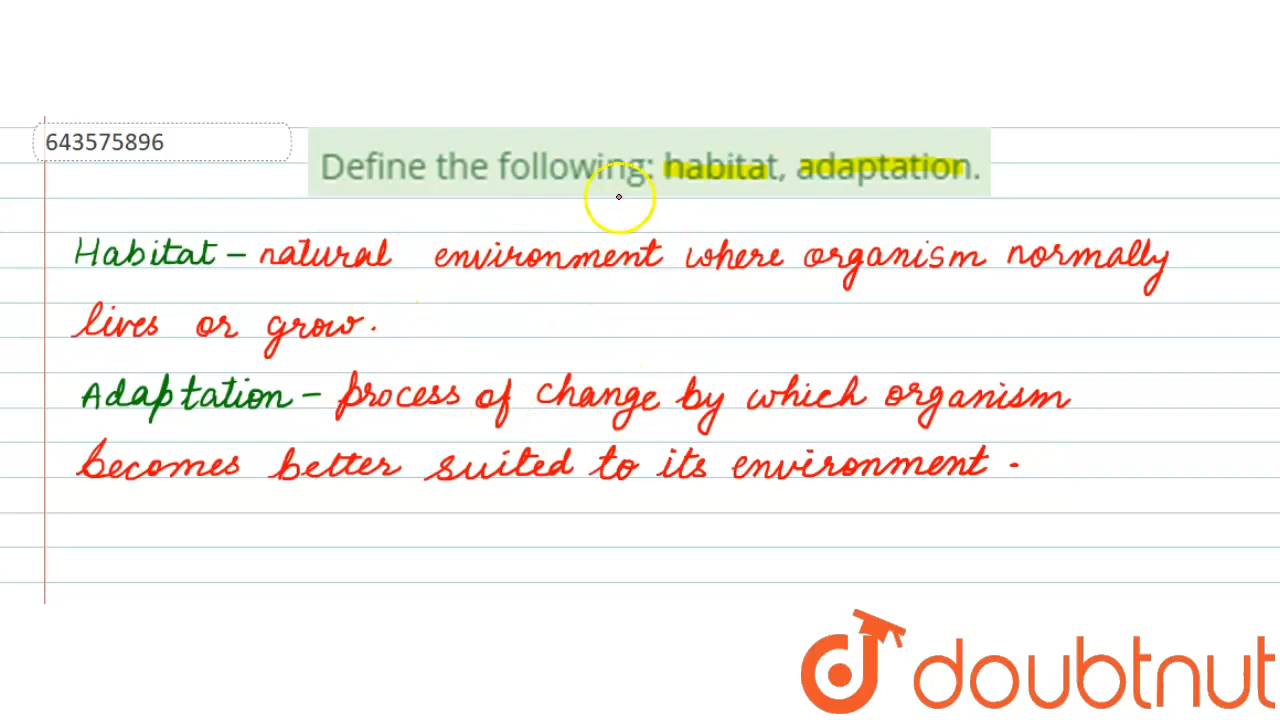 643575896
Define the following: habitat, adaptation.
Habitat - natural environment where organism normally
lives or grow.
Adaptation - process of change by which organism
becomes better suited to its environment.
doubtnut